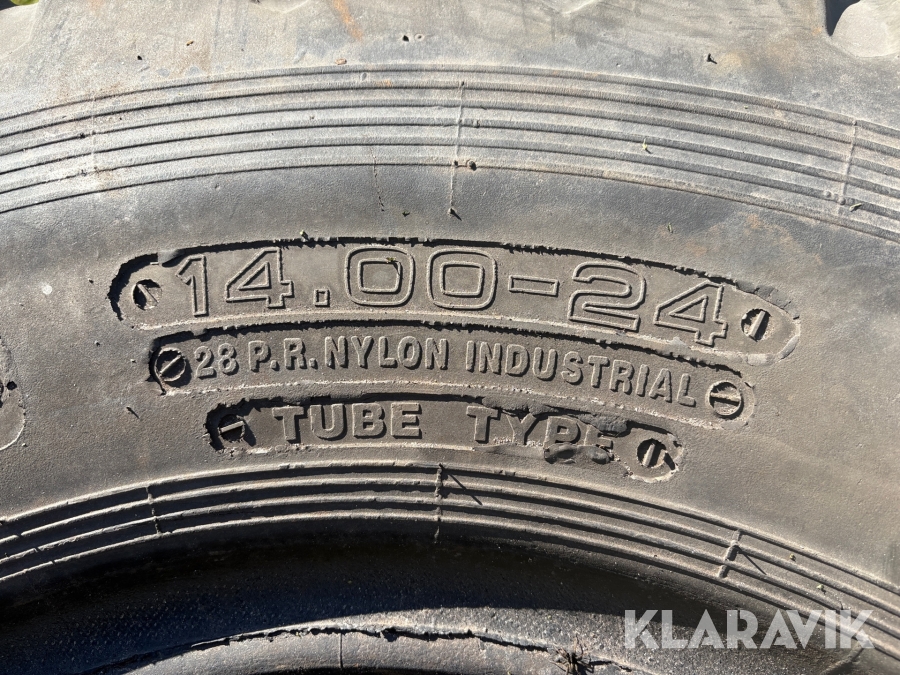 14.00-24
28 P.R. NYLON INDUSTRIAL
TUBE TYPE
KLARAVIK